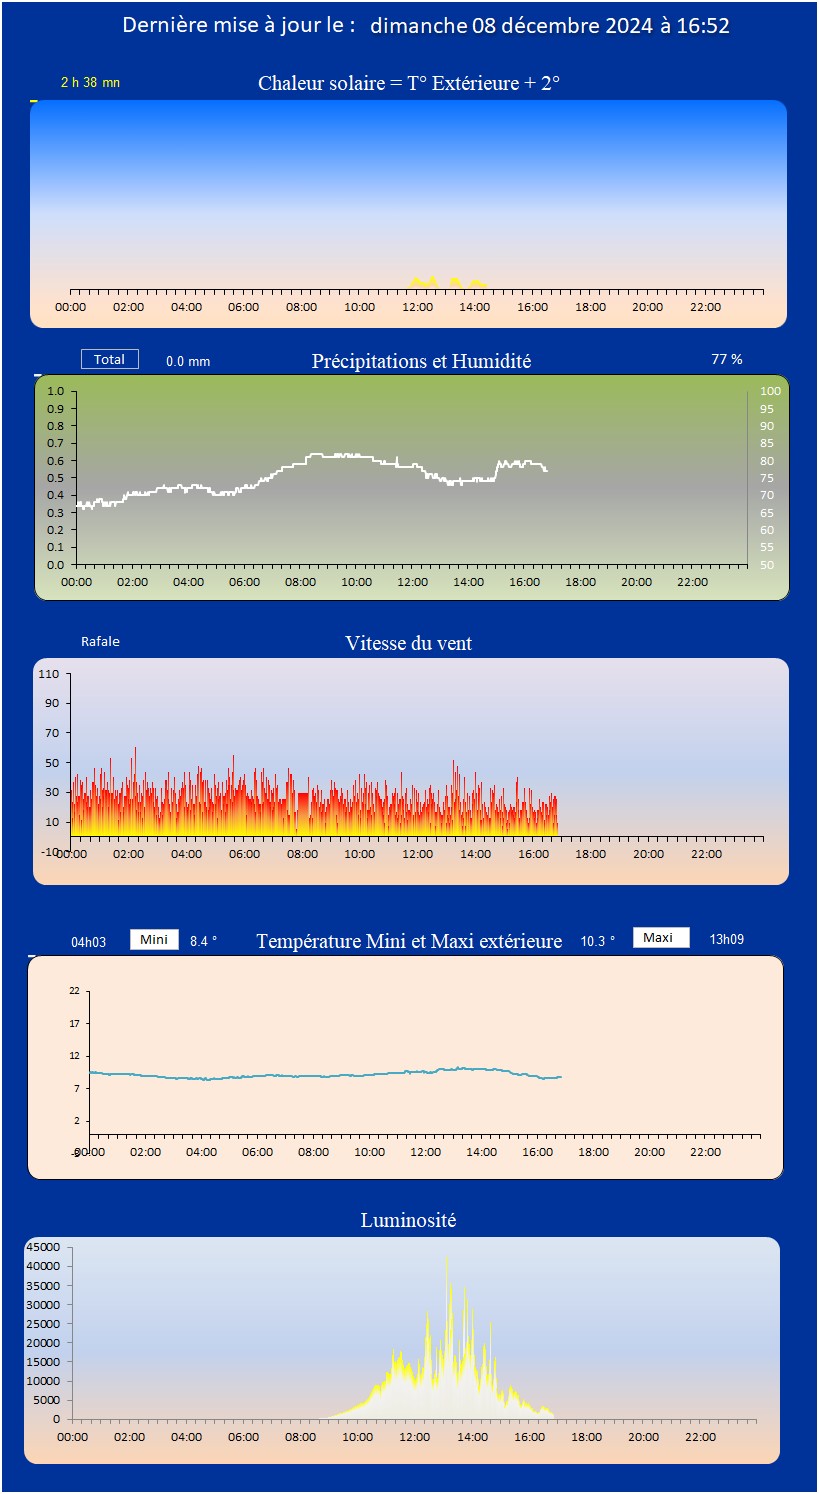 Dernière mise à jour le : dimanche 08 décembre 2024 à 16:52
2 h 38 mn Chaleur solaire = T° Extérieure + 2°
00:00 02:00 04:00 06:00 08:00 10:00 12:00 14:00 16:00 18:00 20:00 22:00
Total 0.0 mm Précipitations et Humidité 77 %
1.0 100
0.9 95
0.8 90
0.7 85
0.6 80
0.5 75
0.4 70
0.3 65
0.2 60
0.1 55
0.0 50
00:00 02:00 04:00 06:00 08:00 10:00 12:00 14:00 16:00 18:00 20:00 22:00
Rafale Vitesse du vent
110
90
70
50
30
10
-10 00:00 02:00 04:00 06:00 08:00 10:00 12:00 14:00 16:00 18:00 20:00 22:00
04h03 Mini 8.4 ° Température Mini et Maxi extérieure 10.3 ° Maxi 13h09
22
17
12
7
2
-3 00:00 02:00 04:00 06:00 08:00 10:00 12:00 14:00 16:00 18:00 20:00 22:00
Luminosité
45000
40000
35000
30000
25000
20000
15000
10000
5000
0
00:00 02:00 04:00 06:00 08:00 10:00 12:00 14:00 16:00 18:00 20:00 22:00